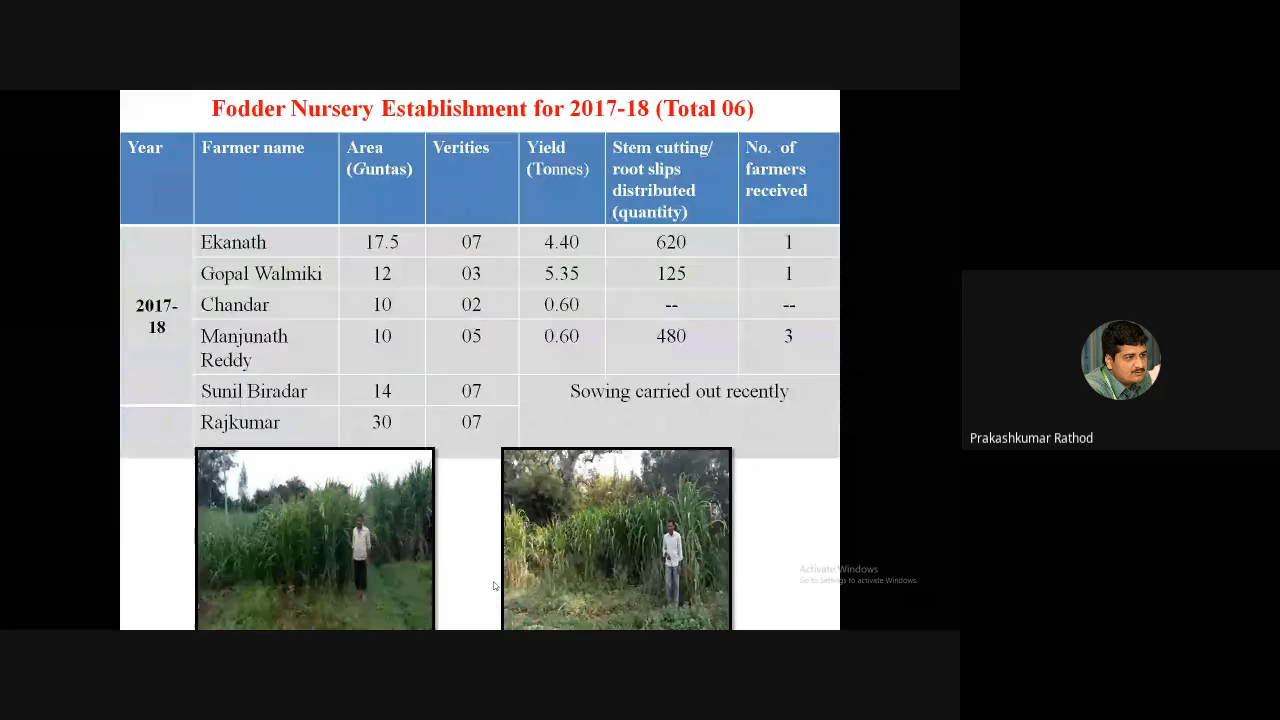 Fodder Nursery Establishment for 2017-18 (Total 06)
Year Farmer name Area (Guntas) Verities Yield (Tonnes) Stem cutting/ root slips distributed (quantity) No. of farmers received
2017-18
Ekanath 17.5 07 4.40 620 1
Gopal Walmiki 12 03 5.35 125 1
Chandar 10 02 0.60 -- --
Manjunath Reddy 10 05 0.60 480 3
Sunil Biradar 14 07 Sowing carried out recently
Rajkumar 30 07
Activate Windows
Go to Settings to activate Windows.
Prakashkumar Rathod